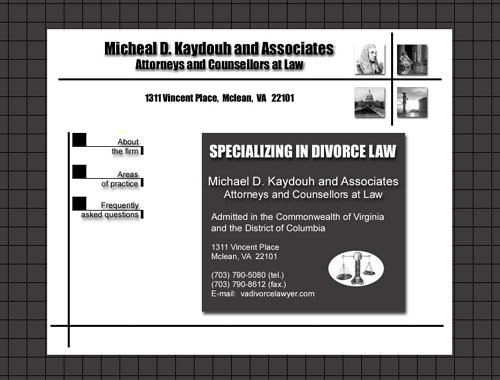 Micheal D. Kaydouh and Associates
Attorneys and Counsellors at Law
1311 Vincent Place, Mclean, VA 22101
About
the firm
Areas
of practice
Frequently
asked questions
SPECIALIZING IN DIVORCE LAW
Michael D. Kaydouh and Associates
Attorneys and Counsellors at Law
Admitted in the Commonwealth of Virginia
and the District of Columbia
1311 Vincent Place
Mclean, VA 22101
(703) 790-5080 (tel.)
(703) 790-8612 (fax.)
E-mail: vadivorcelawyer.com